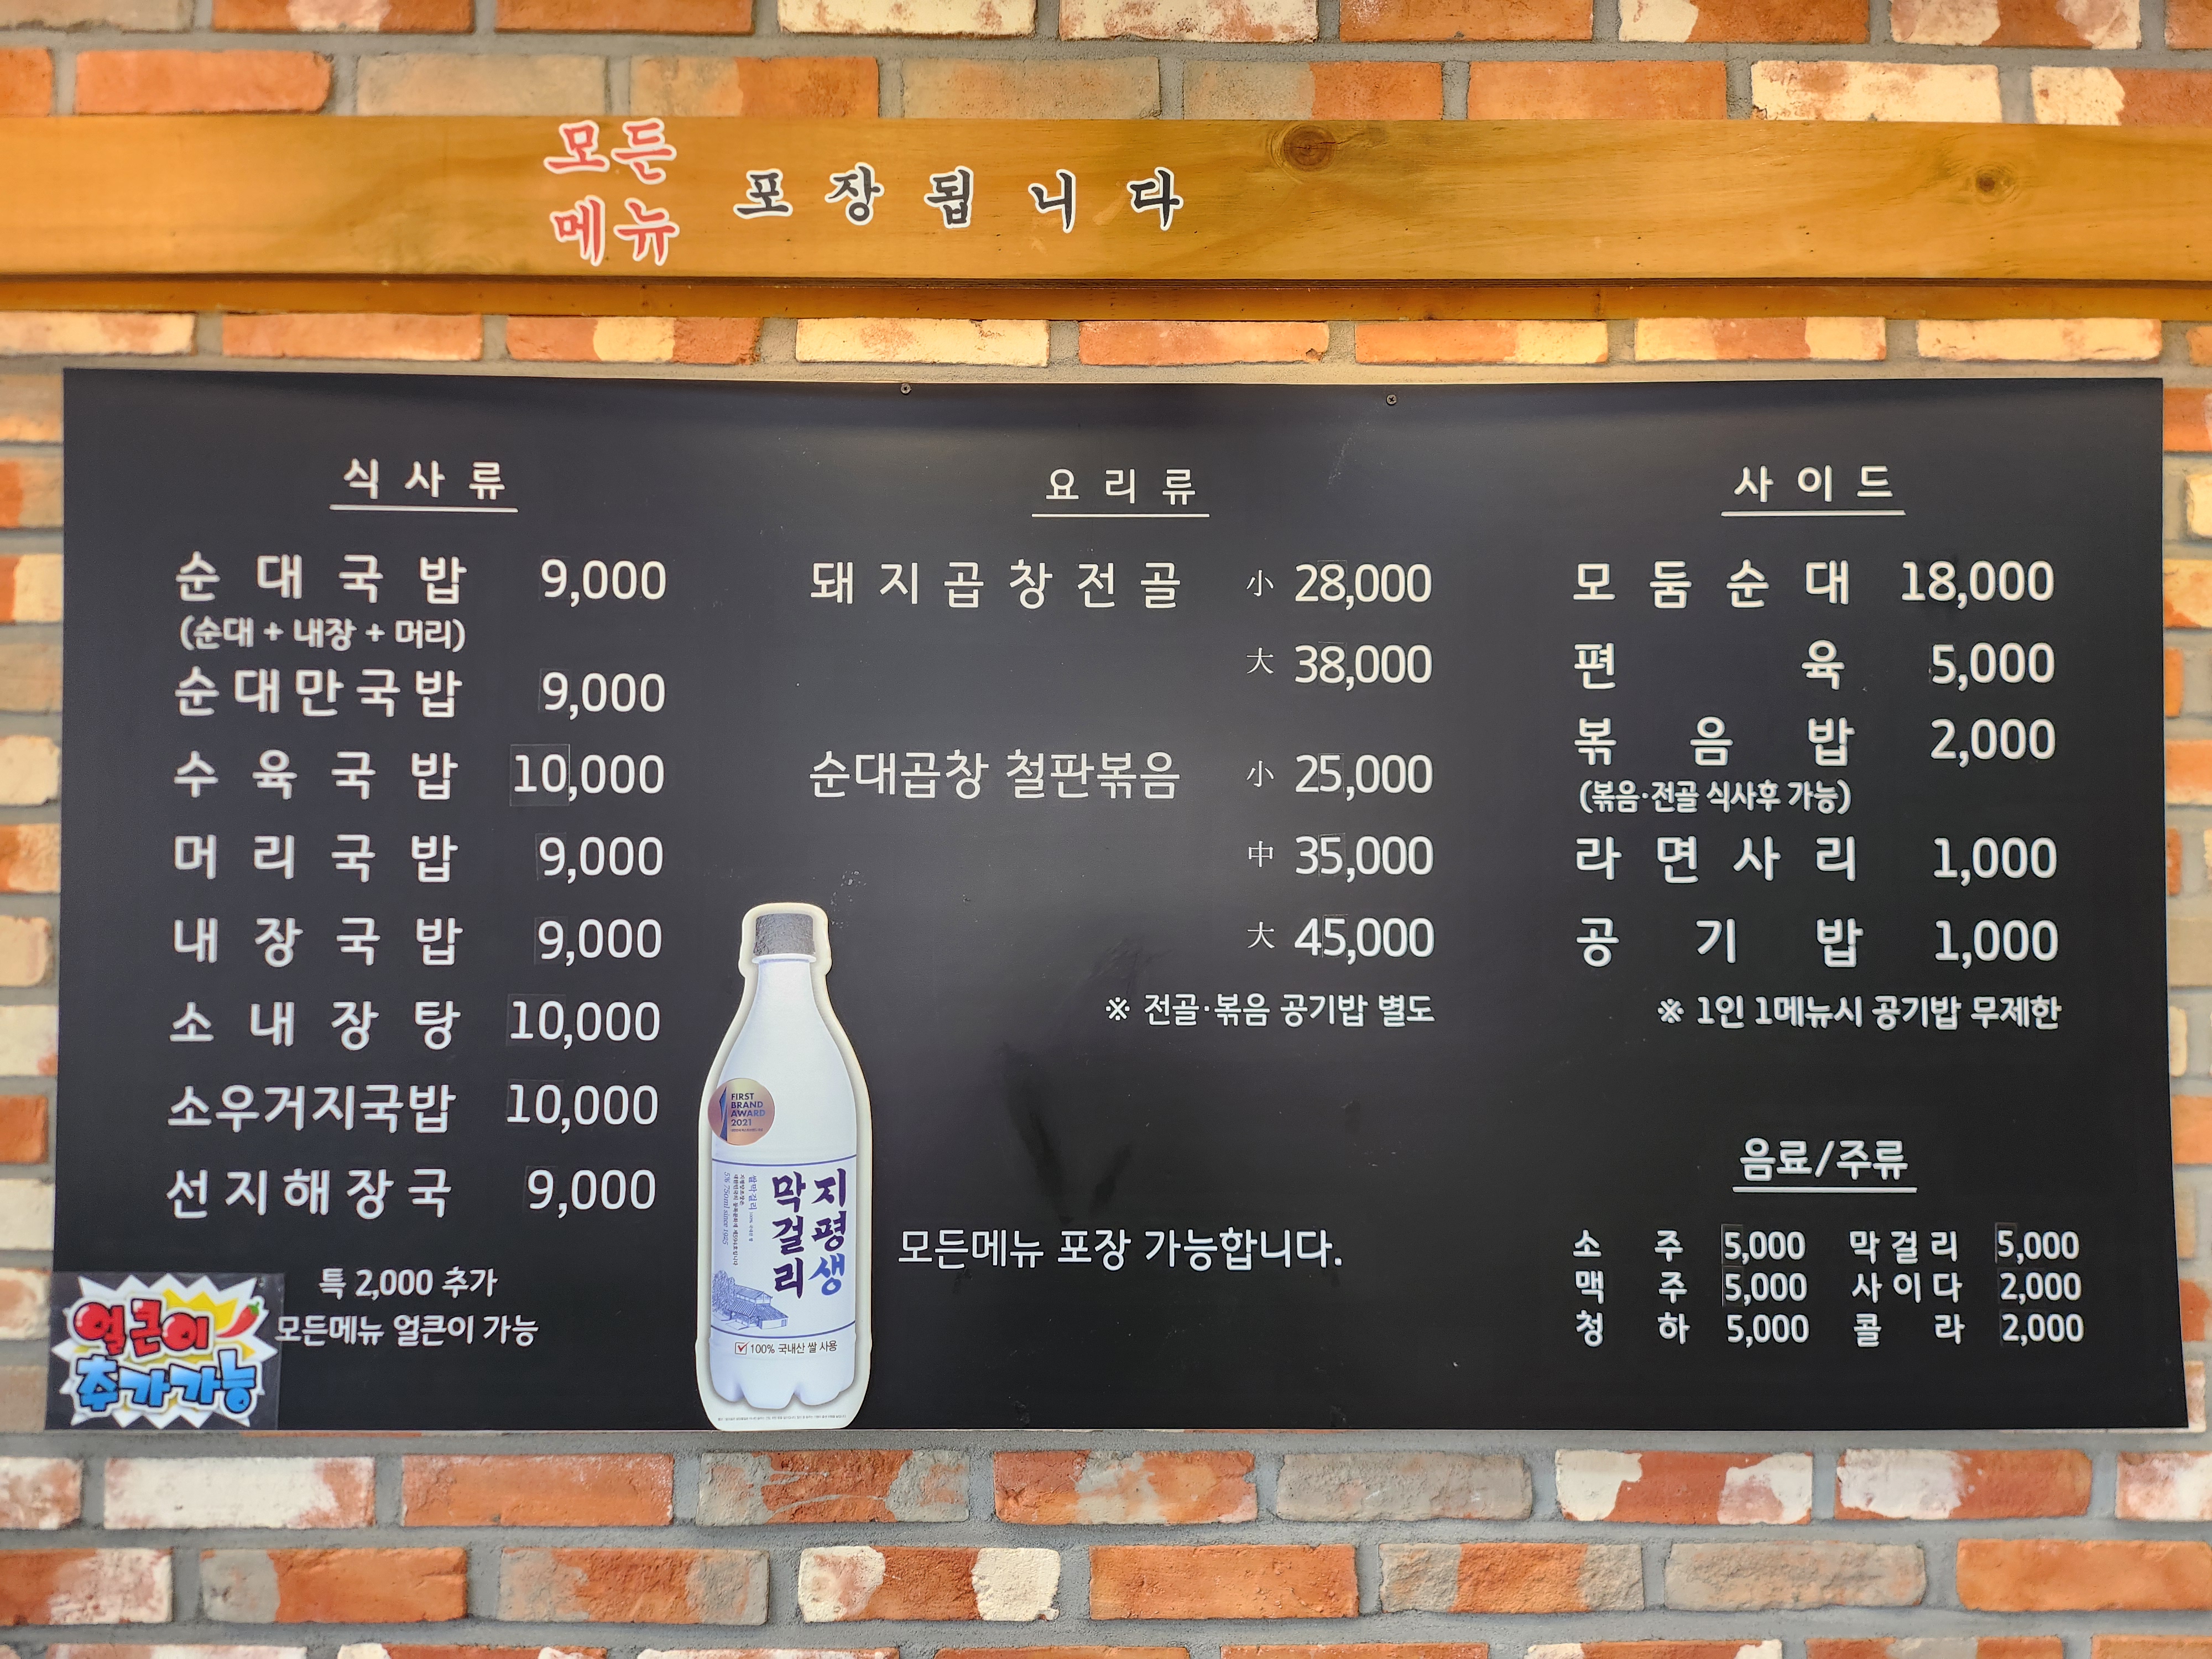 모든
메뉴 포장됩니다
식사류
순대국밥 9,000
(순대 + 내장 + 머리)
순대만국밥 9,000
수육국밥 10,000
머리국밥 9,000
내장국밥 9,000
소내장탕 10,000
소우거지국밥 10,000
선지해장국 9,000
특 2,000 추가
모든메뉴 얼큰이 가능
얼큰이
추가가능
요리류
돼지곱창전골 小 28,000
大 38,000
순대곱창 철판볶음 小 25,000
中 35,000
大 45,000
※ 전골·볶음 공기밥 별도
모든메뉴 포장 가능합니다.
FIRST
BRAND
AWARD
2021
지평생
막걸리
100% 국내산 쌀 사용
사이드
모둠순대 18,000
편육 5,000
볶음밥 2,000
(볶음·전골 식사후 가능)
라면사리 1,000
공기밥 1,000
※ 1인 1메뉴시 공기밥 무제한
음료/주류
소주 5,000 막걸리 5,000
맥주 5,000 사이다 2,000
청하 5,000 콜라 2,000